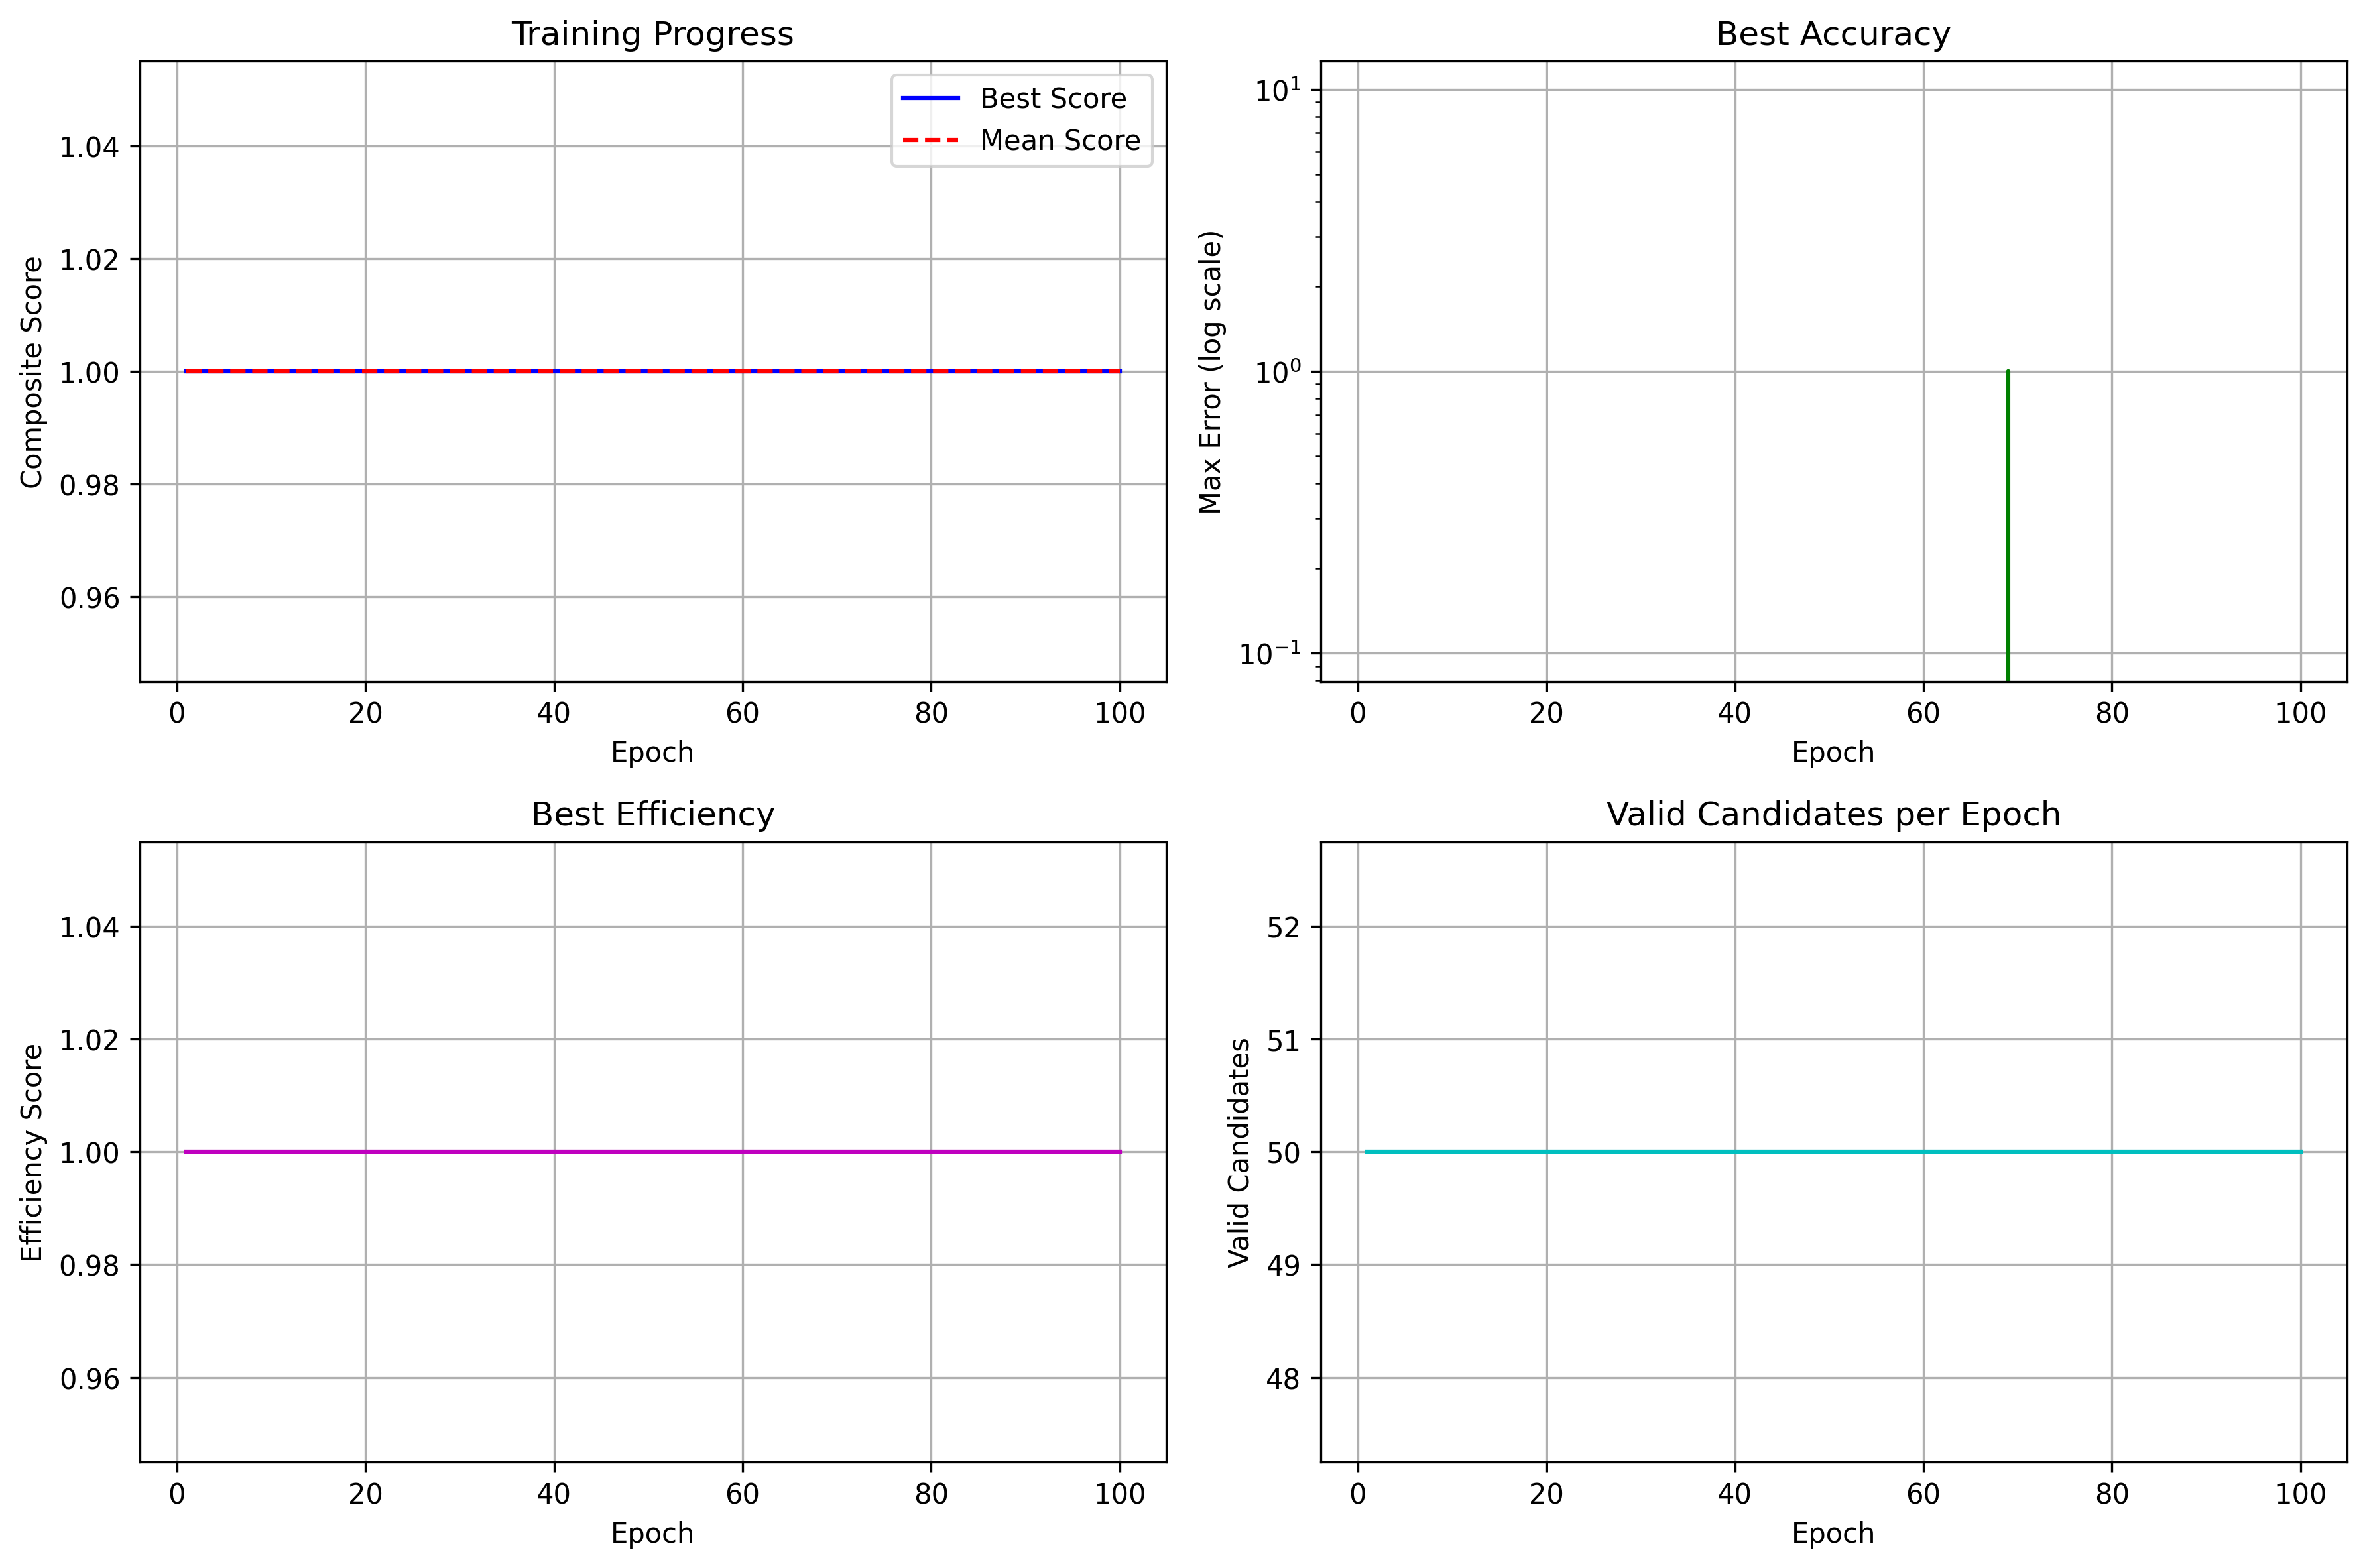 Training Progress
Best Score
Mean Score
Composite Score
1.04
1.02
1.00
0.98
0.96
0 20 40 60 80 100
Epoch
Best Accuracy
Max Error (log scale)
10¹
10⁰
10⁻¹
0 20 40 60 80 100
Epoch
Best Efficiency
Efficiency Score
1.04
1.02
1.00
0.98
0.96
0 20 40 60 80 100
Epoch
Valid Candidates per Epoch
Valid Candidates
52
51
50
49
48
0 20 40 60 80 100
Epoch